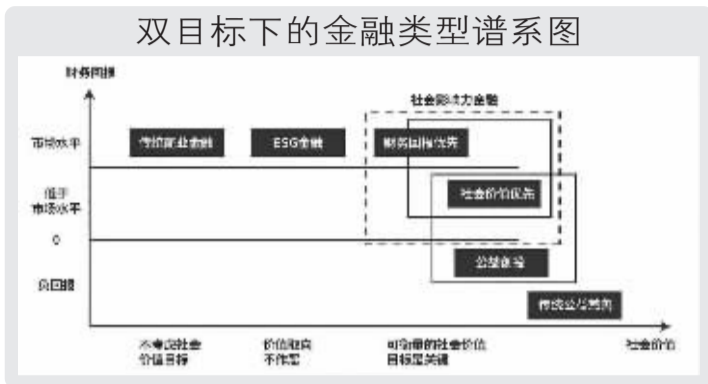 双目标下的金融类型谱系图
财务回报
社会影响力金融
市场水平
传统商业金融
ESG金融
财务回报优先
低于
市场水平
社会价值优先
0
公益创投
负回报
传统公益慈善
不考虑社会
价值目标
价值取向
不作恶
可衡量的社会价值
目标是关键
社会价值